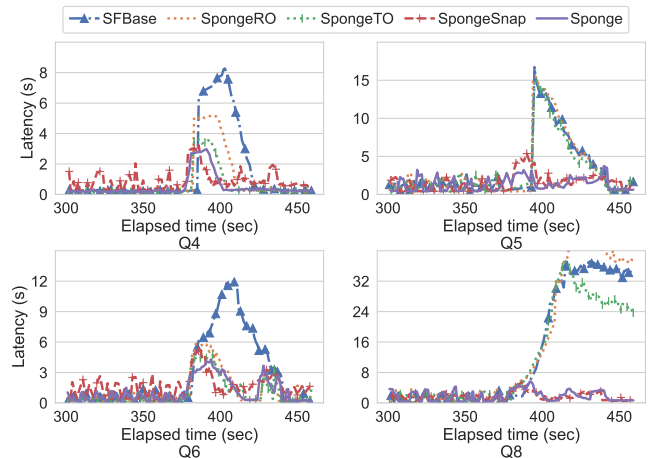 SFBase SpongeRO SpongeTO SpongeSnap Sponge
Latency (s)
8
6
4
2
0
300 350 400 450
Elapsed time (sec)
Q4
15
10
5
0
300 350 400 450
Elapsed time (sec)
Q5
Latency (s)
12
9
6
3
0
300 350 400 450
Elapsed time (sec)
Q6
32
24
16
8
0
300 350 400 450
Elapsed time (sec)
Q8